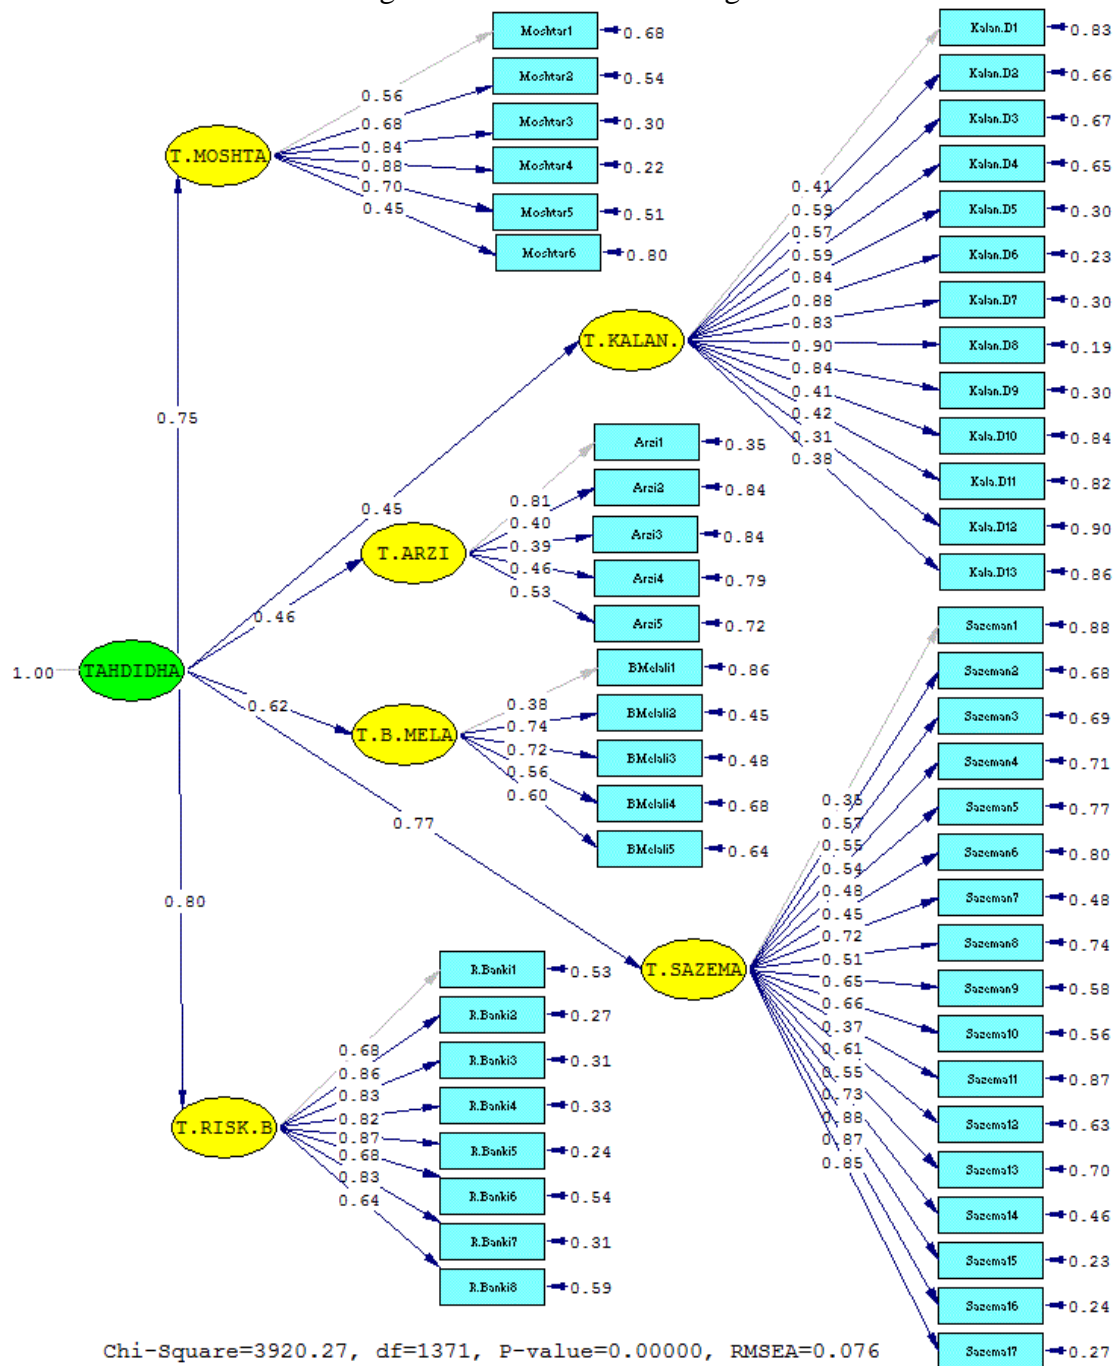 Moshtar1 0.68
Moshtar2 0.54
Moshtar3 0.30
Moshtar4 0.22
Moshtar5 0.51
Moshtar6 0.80
0.56
0.68
0.84
0.88
0.70
0.45
T.MOSHTA
Kalan.D1 0.83
Kalan.D2 0.66
Kalan.D3 0.67
Kalan.D4 0.65
Kalan.D5 0.30
Kalan.D6 0.23
Kalan.D7 0.30
Kalan.D8 0.19
Kalan.D9 0.30
Kala.D10 0.84
Kala.D11 0.82
Kala.D12 0.90
Kala.D13 0.86
0.41
0.59
0.57
0.59
0.84
0.88
0.83
0.90
0.84
0.41
0.42
0.31
0.38
T.KALAN.
0.75
0.45
Arzi1 0.35
Arzi2 0.84
Arzi3 0.84
Arzi4 0.79
Arzi5 0.72
0.81
0.40
0.39
0.46
0.53
T.ARZI
0.46
1.00 TAHDIDHA
0.62
BMelali1 0.86
BMelali2 0.45
BMelali3 0.48
BMelali4 0.68
BMelali5 0.64
0.38
0.74
0.72
0.56
0.60
T.B.MELA
0.77
0.80
Sazeman1 0.88
Sazeman2 0.68
Sazeman3 0.69
Sazeman4 0.71
Sazeman5 0.77
Sazeman6 0.80
Sazeman7 0.48
Sazeman8 0.74
Sazeman9 0.58
Sazema10 0.56
Sazema11 0.87
Sazema12 0.63
Sazema13 0.70
Sazema14 0.46
Sazema15 0.23
Sazema16 0.24
Sazema17 0.27
0.35
0.57
0.55
0.54
0.48
0.45
0.72
0.51
0.65
0.66
0.37
0.61
0.55
0.73
0.88
0.87
0.85
T.SAZEMA
R.Banki1 0.53
R.Banki2 0.27
R.Banki3 0.31
R.Banki4 0.33
R.Banki5 0.24
R.Banki6 0.54
R.Banki7 0.31
R.Banki8 0.59
0.68
0.86
0.83
0.82
0.87
0.68
0.83
0.64
T.RISK.B
Chi-Square=3920.27, df=1371, P-value=0.00000, RMSEA=0.076